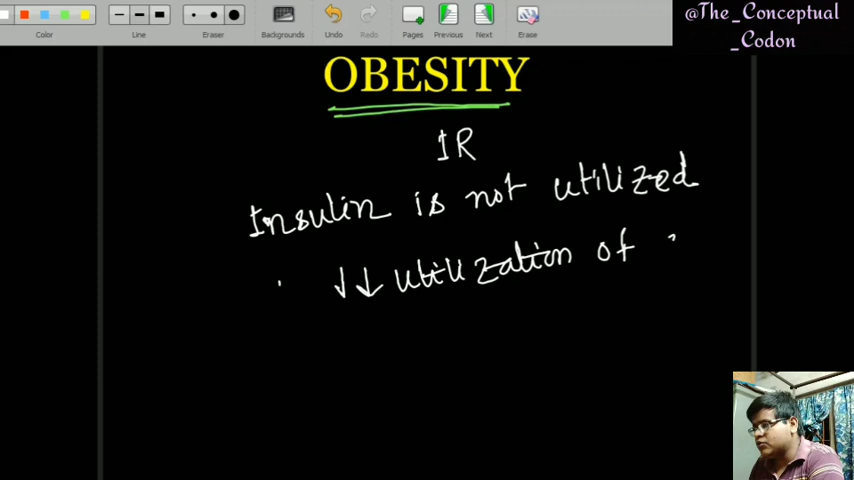 Color
Line
Eraser
Backgrounds
Undo
Redo
Pages
Previous
Next
Erase
@The_Conceptual
_Codon
OBESITY
IR
Insulin is not utilized
↓↓ utilization of